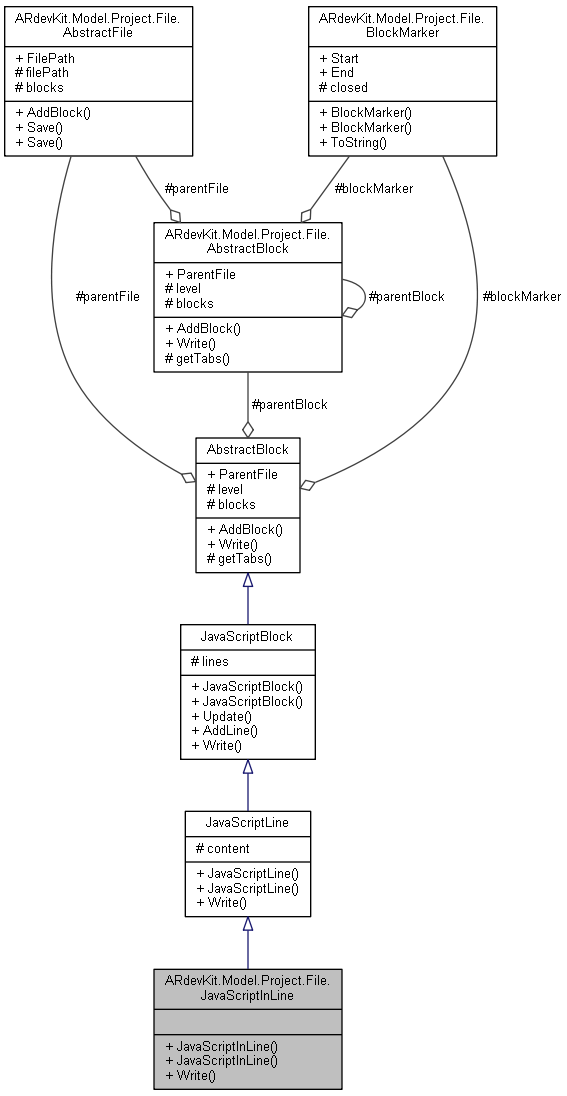 ARdevKit.Model.Project.File.
AbstractFile
+ FilePath
# filePath
# blocks
+ AddBlock()
+ Save()
+ Save()
ARdevKit.Model.Project.File.
BlockMarker
+ Start
+ End
# closed
+ BlockMarker()
+ BlockMarker()
+ ToString()
#parentFile
#blockMarker
ARdevKit.Model.Project.File.
AbstractBlock
+ ParentFile
# level
# blocks
+ AddBlock()
+ Write()
# getTabs()
#parentFile
#parentBlock
#blockMarker
#parentBlock
AbstractBlock
+ ParentFile
# level
# blocks
+ AddBlock()
+ Write()
# getTabs()
JavaScriptBlock
# lines
+ JavaScriptBlock()
+ JavaScriptBlock()
+ Update()
+ AddLine()
+ Write()
JavaScriptLine
# content
+ JavaScriptLine()
+ JavaScriptLine()
+ Write()
ARdevKit.Model.Project.File.
JavaScriptInLine
+ JavaScriptInLine()
+ JavaScriptInLine()
+ Write()